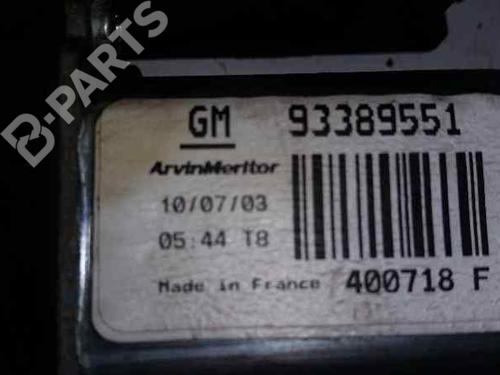 B-PARTS
GM 93389551
ArvinMeritor
10/07/03
05:44 T8
Made in France 400718 F